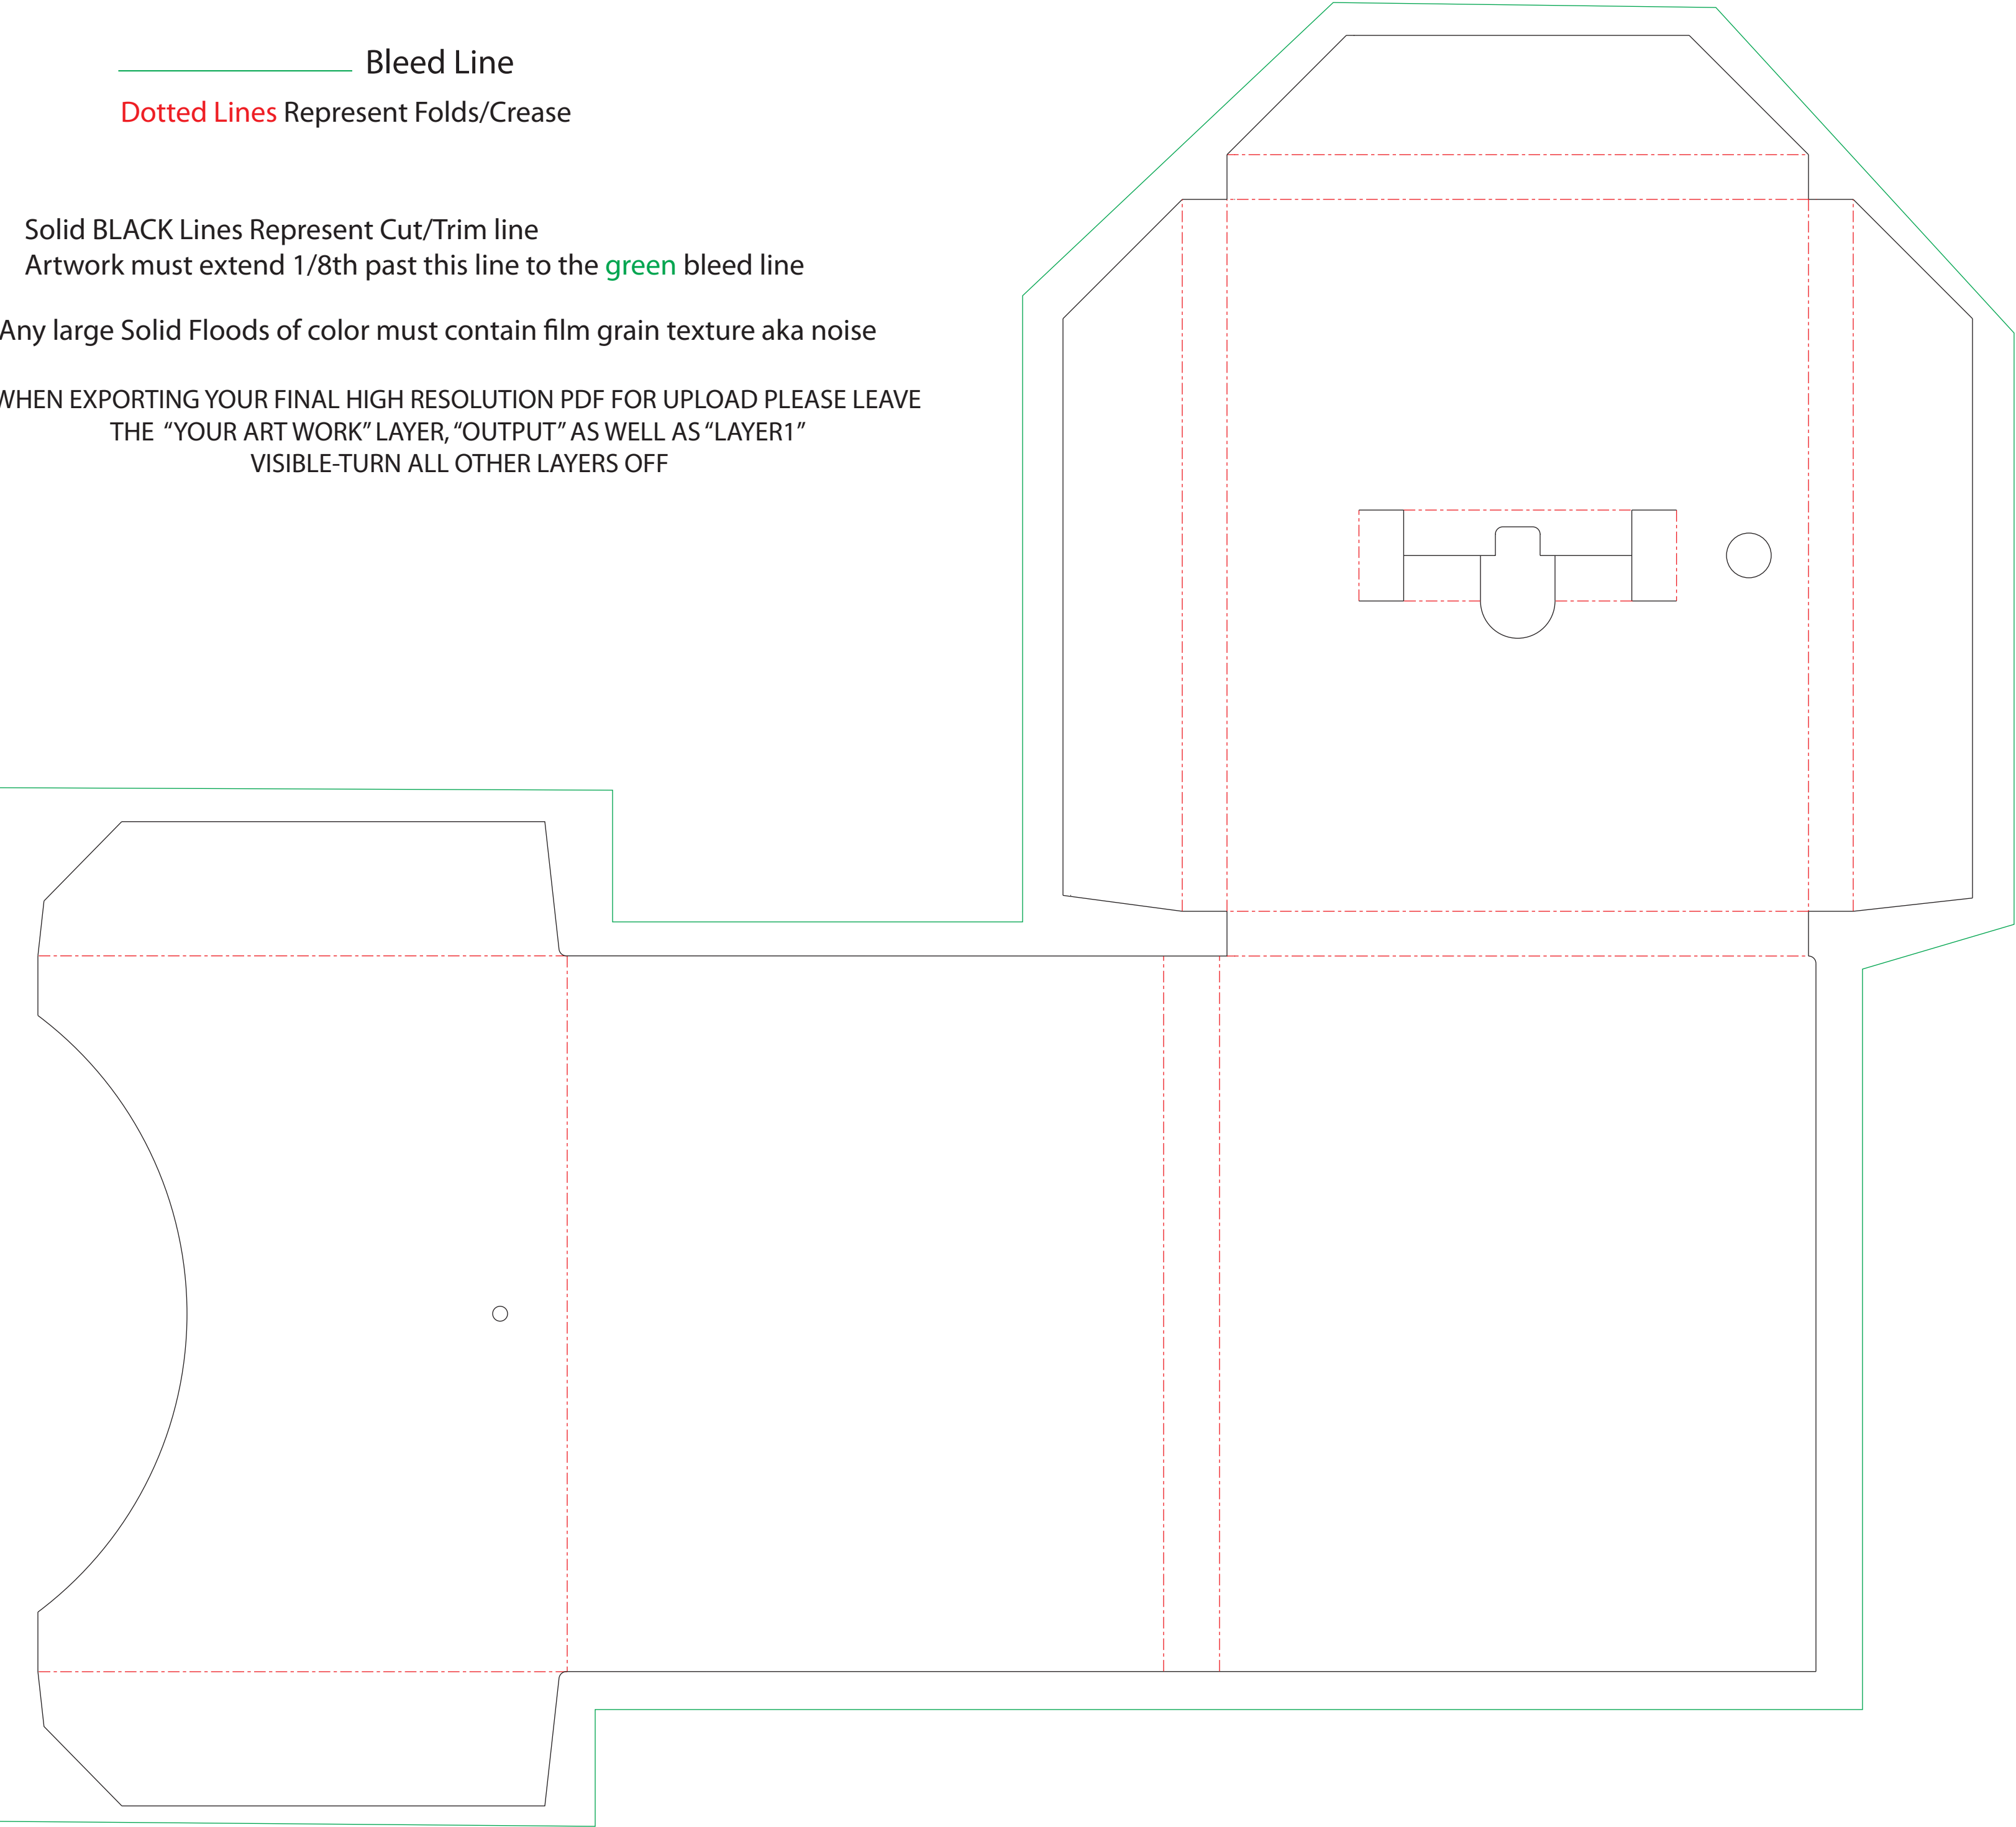 Bleed Line
Dotted Lines Represent Folds/Crease
Solid BLACK Lines Represent Cut/Trim line
Artwork must extend 1/8th past this line to the green bleed line
Any large Solid Floods of color must contain film grain texture aka noise
WHEN EXPORTING YOUR FINAL HIGH RESOLUTION PDF FOR UPLOAD PLEASE LEAVE
THE “YOUR ART WORK” LAYER, “OUTPUT” AS WELL AS “LAYER1”
VISIBLE-TURN ALL OTHER LAYERS OFF